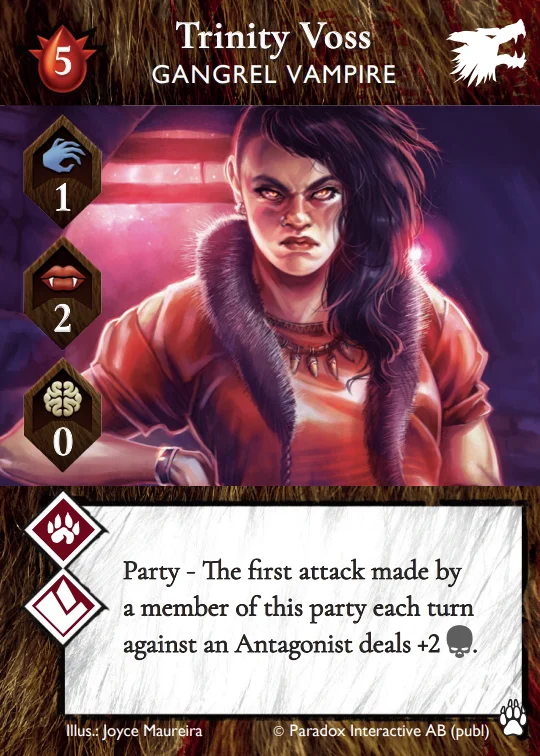 5
Trinity Voss
GANGREL VAMPIRE
1
2
0
Party - The first attack made by
a member of this party each turn
against an Antagonist deals +2 .
Illus.: Joyce Maureira
© Paradox Interactive AB (publ)